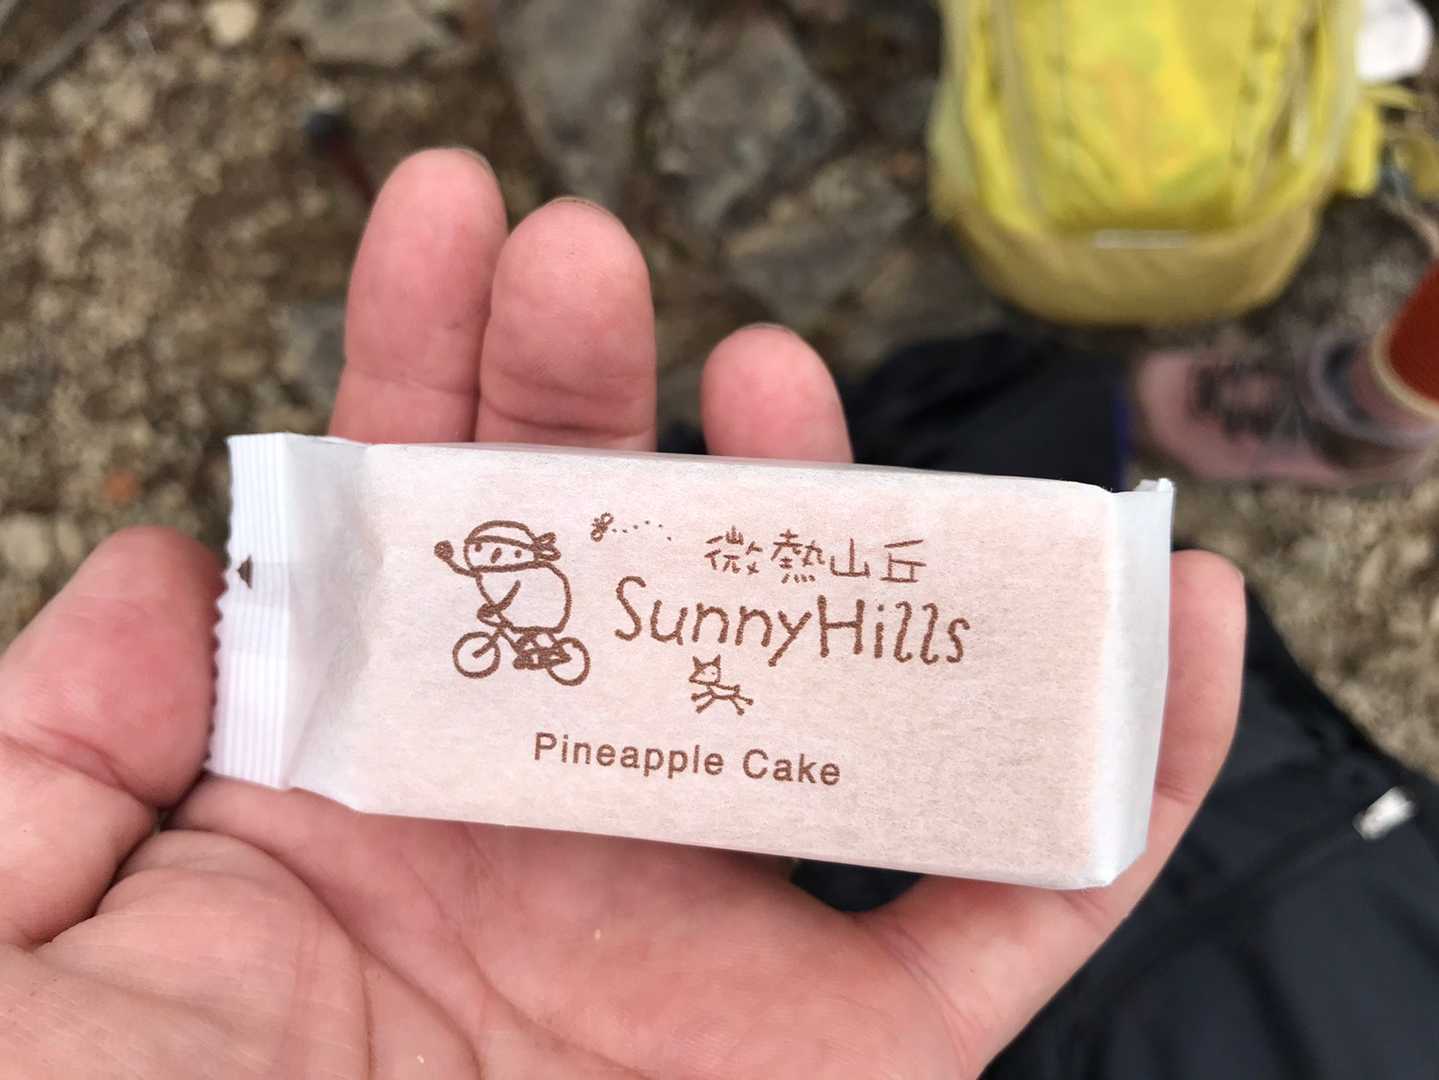 微熱山丘
SunnyHills
Pineapple Cake